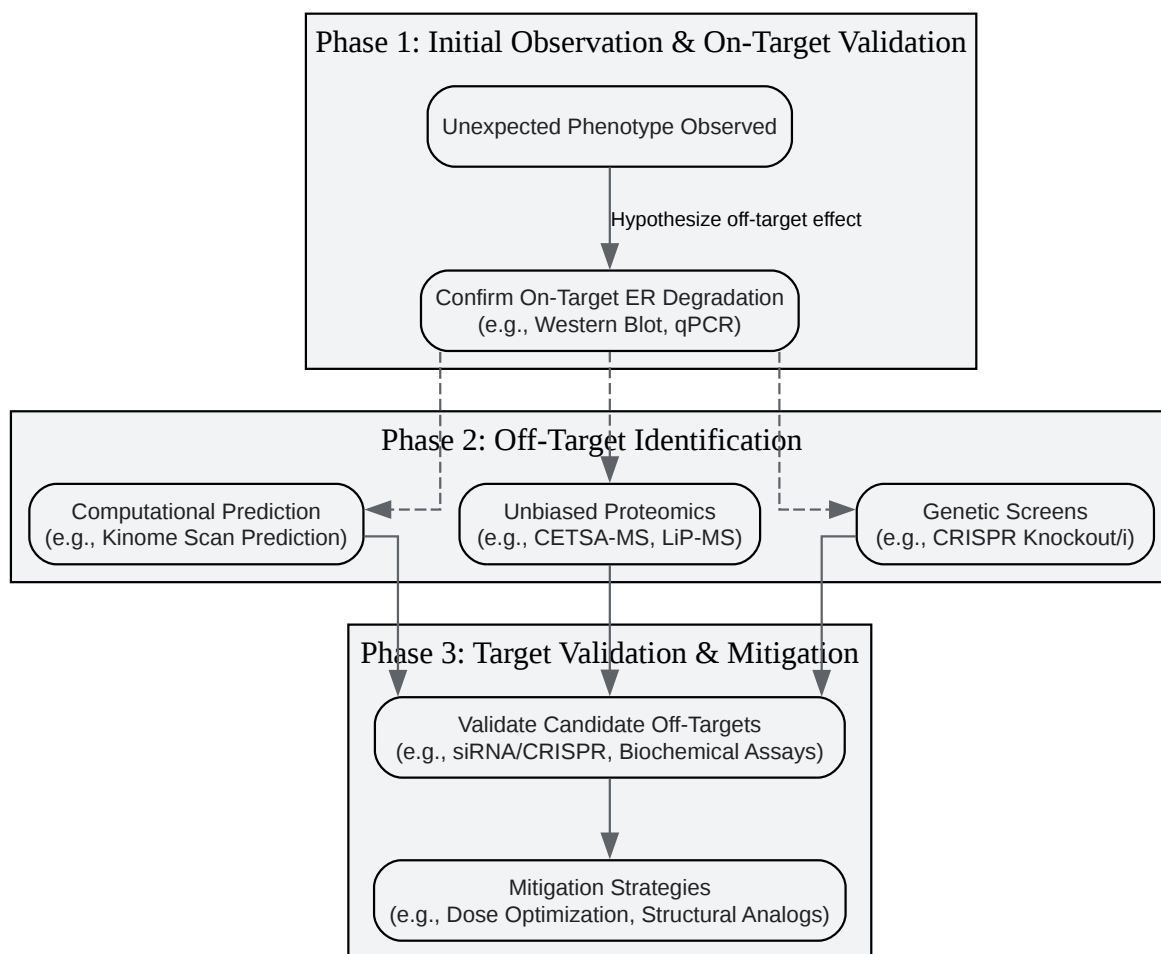 Phase 1: Initial Observation & On-Target Validation
Unexpected Phenotype Observed
Hypothesize off-target effect
Confirm On-Target ER Degradation
(e.g., Western Blot, qPCR)
Phase 2: Off-Target Identification
Computational Prediction
(e.g., Kinome Scan Prediction)
Unbiased Proteomics
(e.g., CETSA-MS, LiP-MS)
Genetic Screens
(e.g., CRISPR Knockout/i)
Phase 3: Target Validation & Mitigation
Validate Candidate Off-Targets
(e.g., siRNA/CRISPR, Biochemical Assays)
Mitigation Strategies
(e.g., Dose Optimization, Structural Analogs)